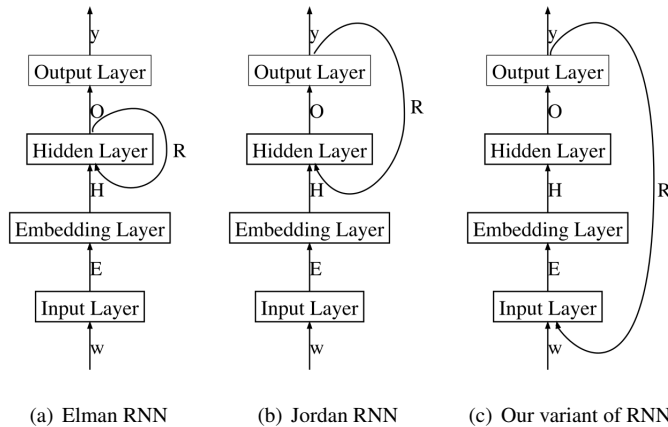 y
Output Layer
O
Hidden Layer
R
H
Embedding Layer
E
Input Layer
w
(a) Elman RNN
y
Output Layer
O
Hidden Layer
R
H
Embedding Layer
E
Input Layer
w
(b) Jordan RNN
y
Output Layer
O
Hidden Layer
H
R
Embedding Layer
E
Input Layer
w
(c) Our variant of RNN